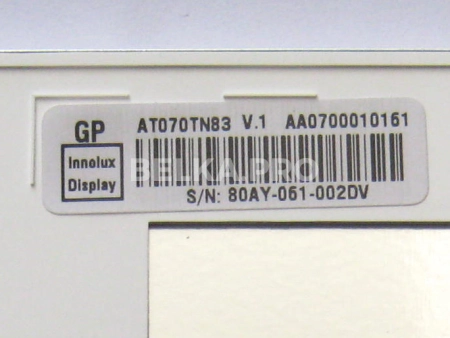 GP AT070TN83 V.1 AA0700010161
Innolux
Display
BELKA.PRO
S/N: 80AY-061-002DV